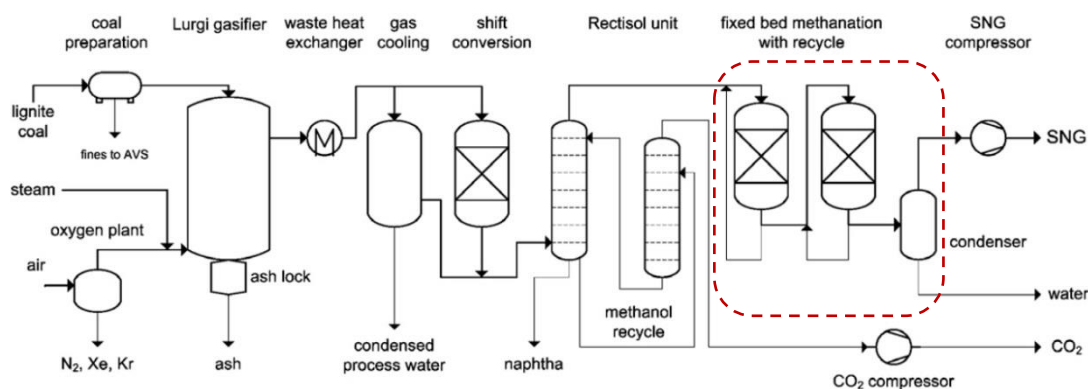 coal
preparation
Lurgi gasifier
waste heat
exchanger
gas
cooling
shift
conversion
Rectisol unit
fixed bed methanation
with recycle
SNG
compressor
lignite
coal
fines to AVS
M
SNG
steam
oxygen plant
air
ash lock
condenser
methanol
recycle
water
N₂, Xe, Kr
ash
condensed
process water
naphtha
CO₂
CO₂ compressor